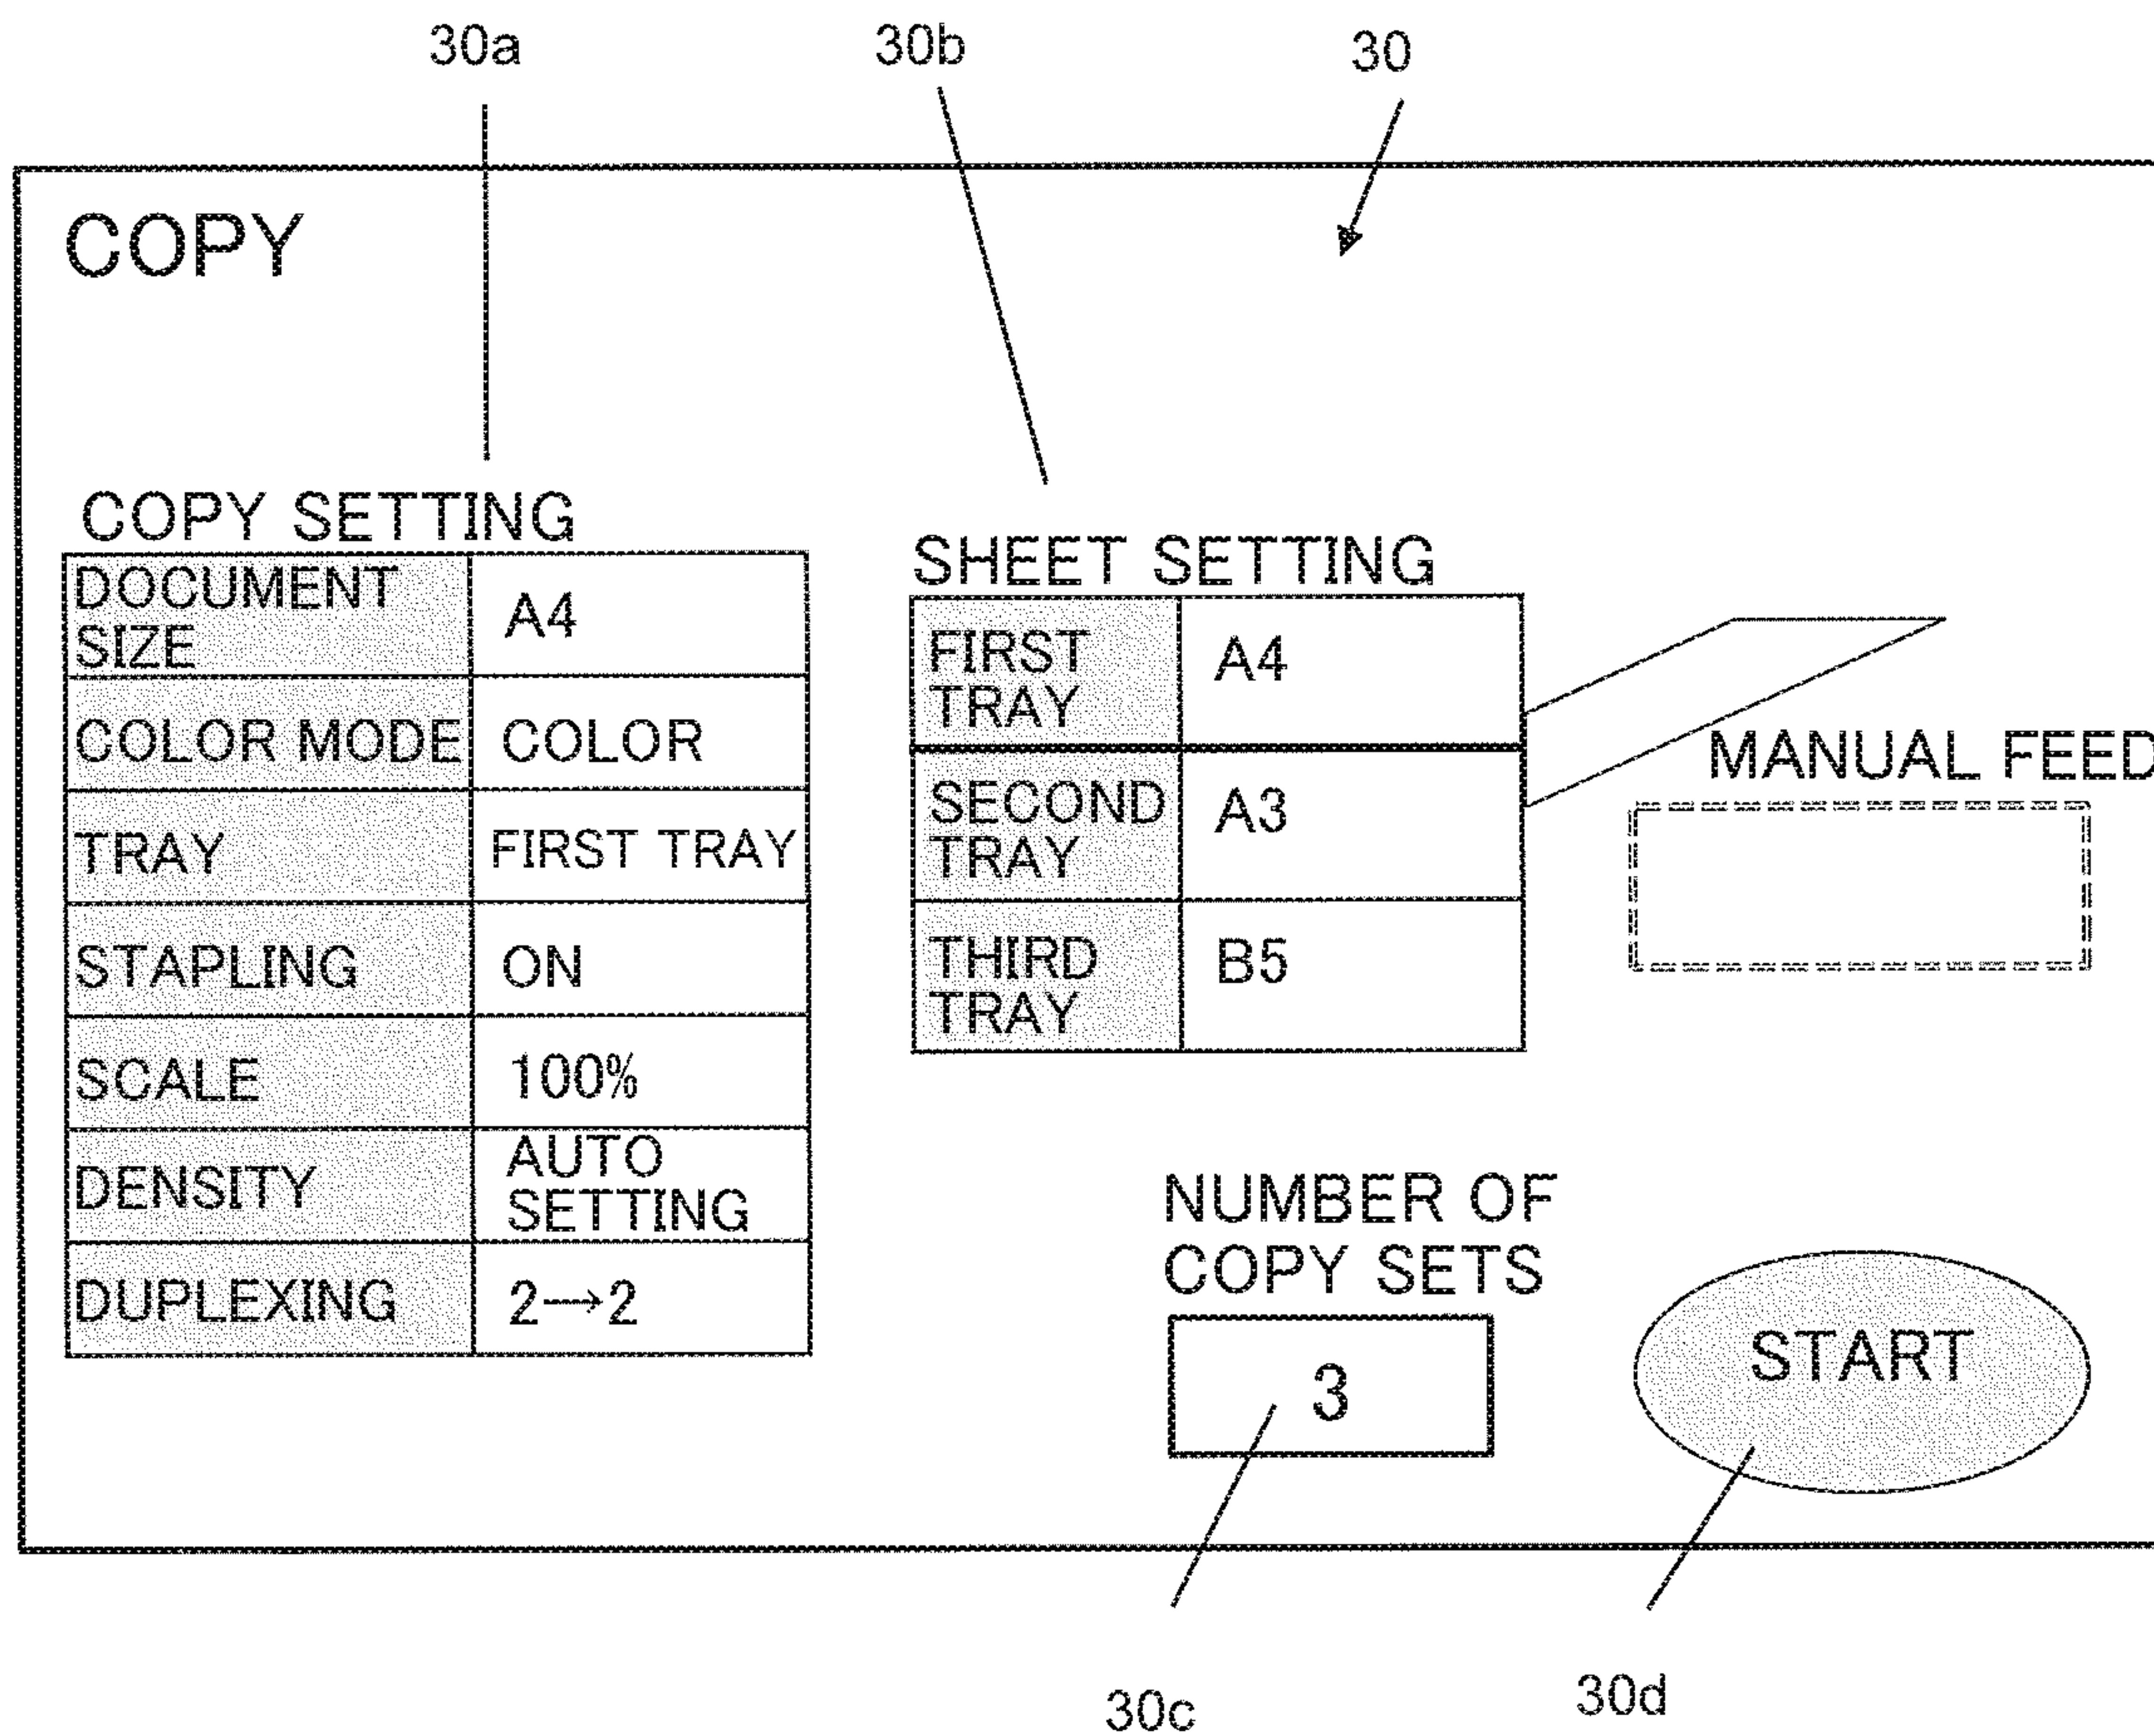 30a 30b 30
COPY
COPY SETTING
DOCUMENT SIZE A4
COLOR MODE COLOR
TRAY FIRST TRAY
STAPLING ON
SCALE 100%
DENSITY AUTO SETTING
DUPLEXING 2→2
SHEET SETTING
FIRST TRAY A4
SECOND TRAY A3
THIRD TRAY B5
MANUAL FEED
NUMBER OF
COPY SETS
3
START
30c 30d